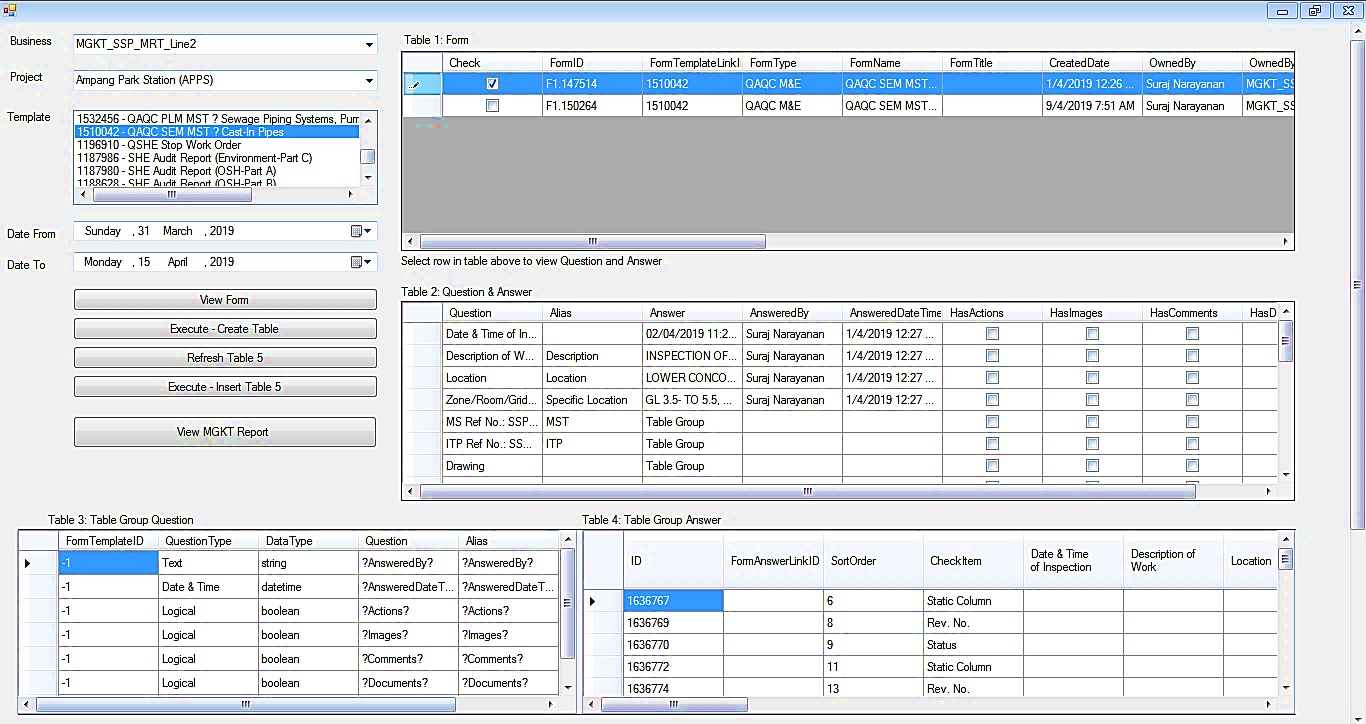 Business
MGKT_SSP_MRT_Line2
Project
Ampang Park Station (APPS)
Template
1532456 - QAQC PLM MST ? Sewage Piping Systems, Pum
1510042 - QAQC SEM MST ? Cast-In Pipes
1196910 - QSHE Stop Work Order
1187986 - SHE Audit Report (Environment-Part C)
1187980 - SHE Audit Report (OSH-Part A)
1188628 - SHE Audit Report (OSH-Part B)
Date From
Sunday , 31 March , 2019
Date To
Monday , 15 April , 2019
View Form
Execute - Create Table
Refresh Table 5
Execute - Insert Table 5
View MGKT Report
Table 1: Form
Check FormID FormTemplateLinkI FormType FormName FormTitle CreatedDate OwnedBy OwnedBy
F1.147514 1510042 QAQC M&E QAQC SEM MST... 1/4/2019 12:26 ... Suraj Narayanan MGKT_SS
F1.150264 1510042 QAQC M&E QAQC SEM MST... 9/4/2019 7:51 AM Suraj Narayanan MGKT_SS
Select row in table above to view Question and Answer
Table 2: Question & Answer
Question Alias Answer AnsweredBy AnsweredDateTime HasActions HasImages HasComments HasD
Date & Time of In... 02/04/2019 11:2... Suraj Narayanan 1/4/2019 12:27 ...
Description of W... Description INSPECTION OF... Suraj Narayanan 1/4/2019 12:27 ...
Location Location LOWER CONCO... Suraj Narayanan 1/4/2019 12:27 ...
Zone/Room/Grid... Specific Location GL 3.5- TO 5.5, ... Suraj Narayanan 1/4/2019 12:27 ...
MS Ref No.: SSP... MST Table Group
ITP Ref No.: SS... ITP Table Group
Drawing Table Group
Table 3: Table Group Question
FormTemplateID QuestionType DataType Question Alias
-1 Text string ?AnsweredBy? ?AnsweredBy?
-1 Date & Time datetime ?AnsweredDateT... ?AnsweredDateT...
-1 Logical boolean ?Actions? ?Actions?
-1 Logical boolean ?Images? ?Images?
-1 Logical boolean ?Comments? ?Comments?
-1 Logical boolean ?Documents? ?Documents?
Table 4: Table Group Answer
ID FormAnswerLinkID SortOrder CheckItem Date & Time of Inspection Description of Work Location
1636767 6 Static Column
1636769 8 Rev. No.
1636770 9 Status
1636772 11 Static Column
1636774 13 Rev. No.